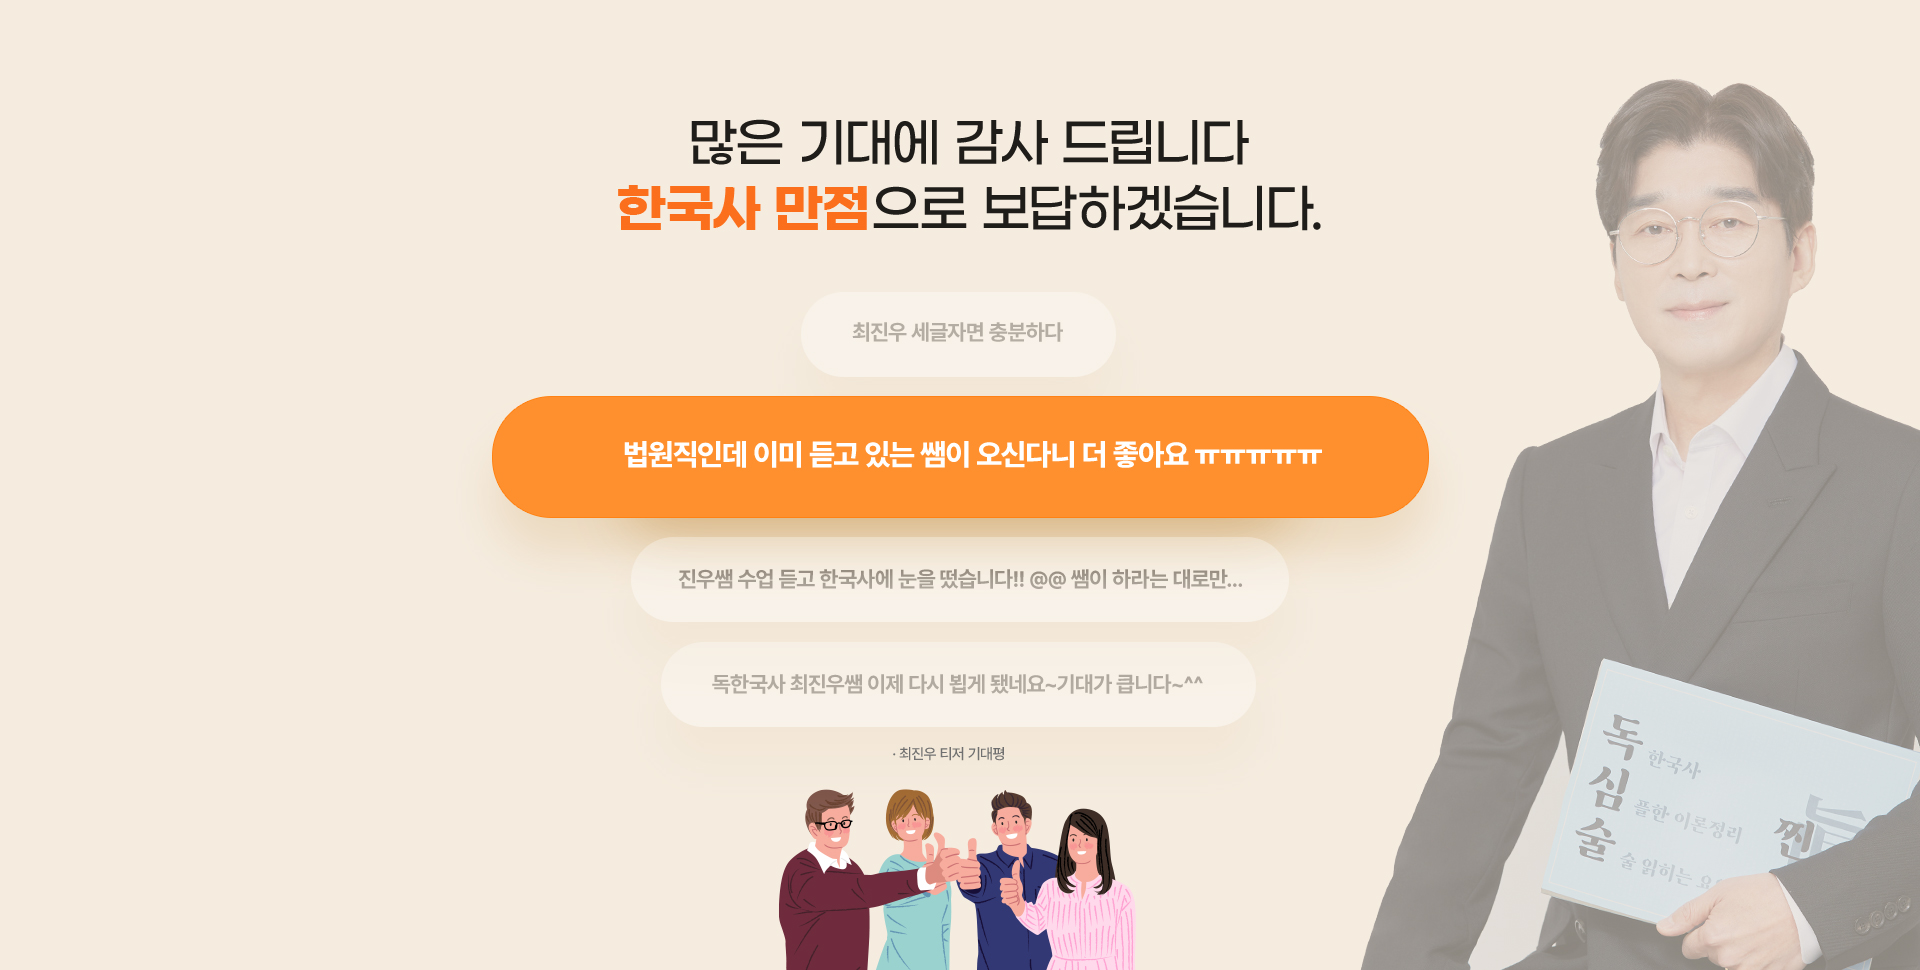 많은 기대에 감사 드립니다
한국사 만점으로 보답하겠습니다.
최진우 세글자면 충분하다
법원직인데 이미 듣고 있는 쌤이 오신다니 더 좋아요 ㅠㅠㅠㅠㅠ
진우쌤 수업 듣고 한국사에 눈을 떴습니다!! @@ 쌤이 하라는 대로만...
독한국사 최진우쌤 이제 다시 뵙게 됐네요~기대가 큽니다~^^
· 최진우 티저 기대평
독 한국사
심 플한 이론정리
술 술 읽히는
찐